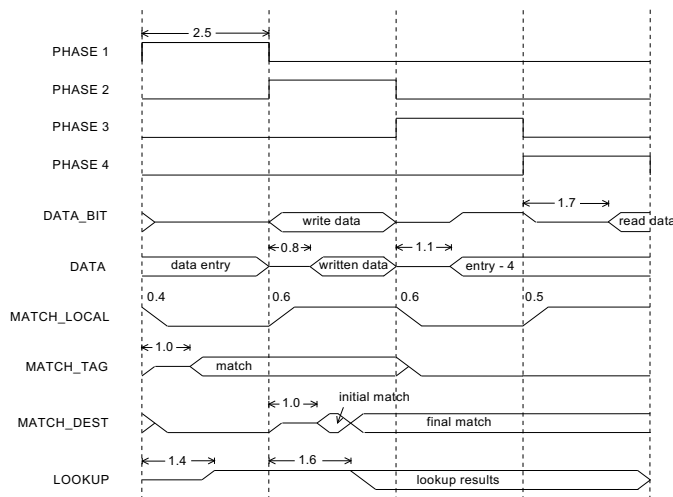 2.5
PHASE 1
PHASE 2
PHASE 3
PHASE 4
1.7
DATA_BIT write data read data
0.8 1.1
DATA data entry written data entry - 4
0.4 0.6 0.6 0.5
MATCH_LOCAL
1.0
MATCH_TAG match
initial match
1.0
MATCH_DEST final match
1.4 1.6
LOOKUP lookup results